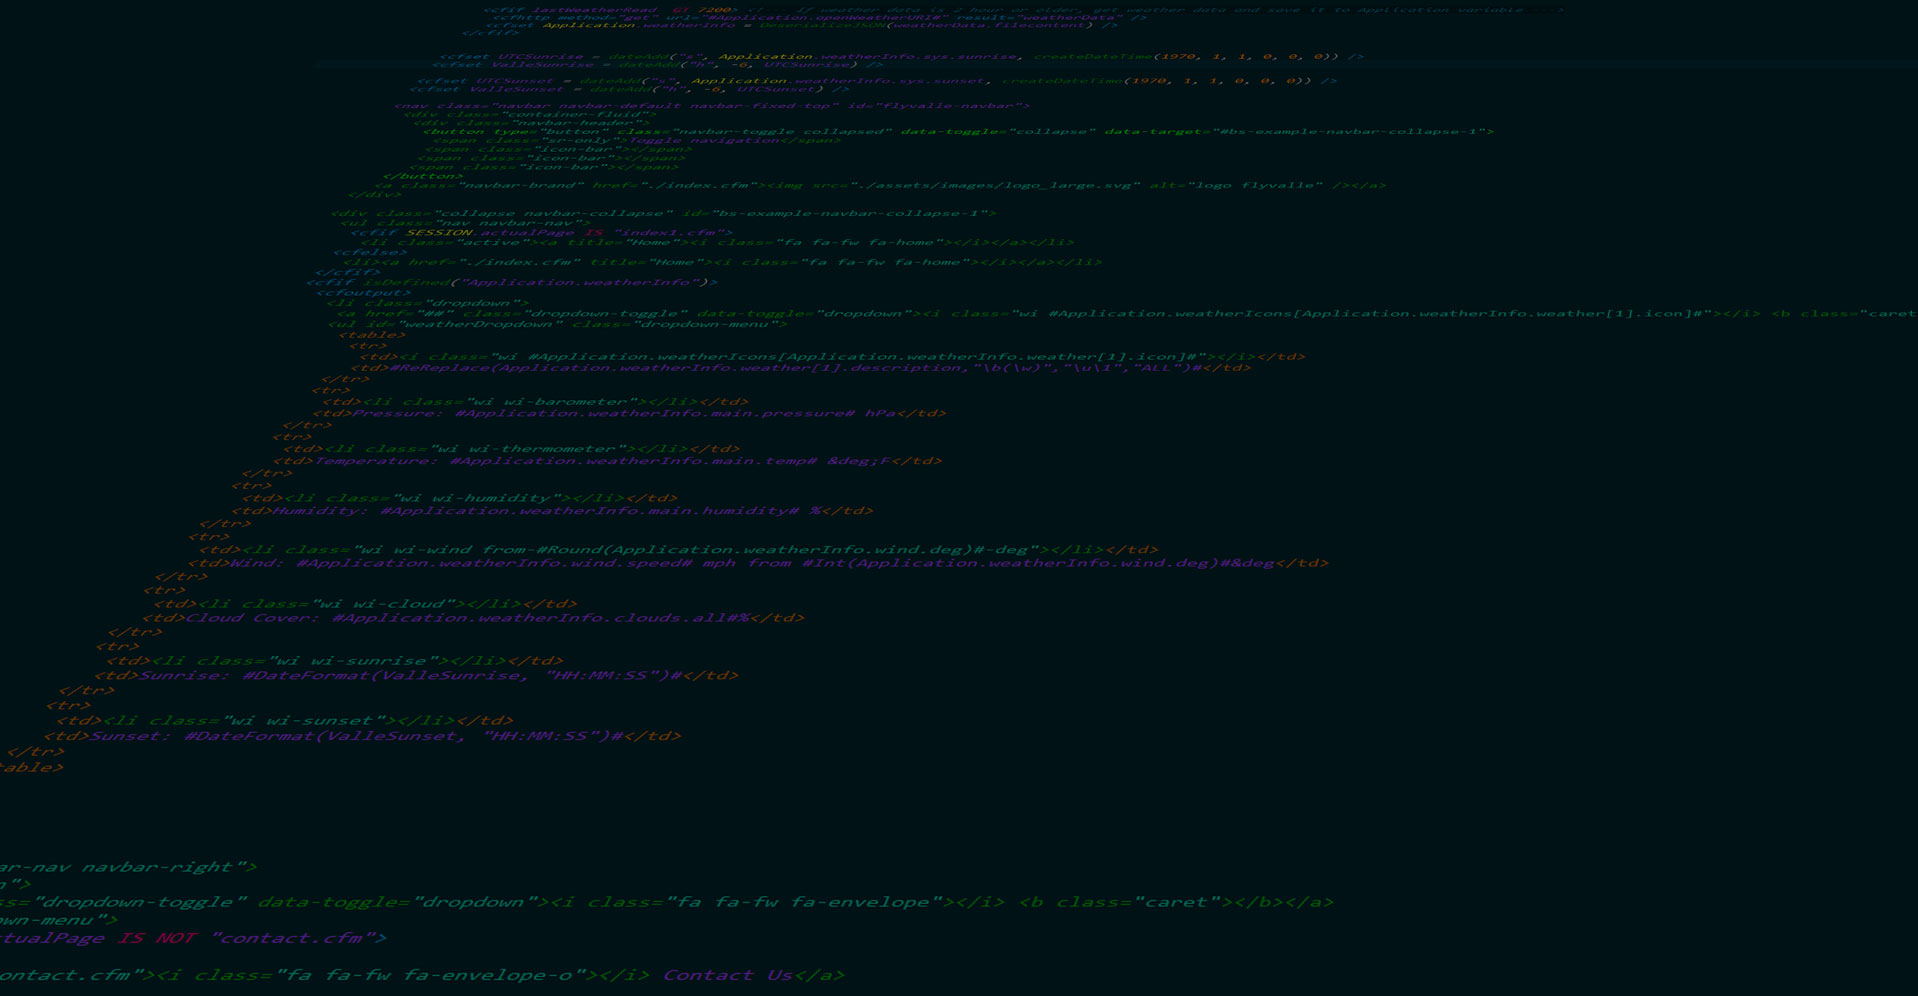 <cfif lastWeatherRead GT 7200> <!--- If weather data is 2 hour or older, get weather data and save it to Application variable --->
<cfhttp method="get" url="#Application.openWeatherURl#" result="weatherData" />
<cfset Application.weatherInfo = DeserializeJSON(weatherData.filecontent) />
</cfif>
<cfset UTCSunrise = dateAdd("s", Application.weatherInfo.sys.sunrise, createDateTime(1970, 1, 1, 0, 0, 0)) />
<cfset ValleSunrise = dateAdd("h", -6, UTCSunrise) />
<cfset UTCSunset = dateAdd("s", Application.weatherInfo.sys.sunset, createDateTime(1970, 1, 1, 0, 0, 0)) />
<cfset ValleSunset = dateAdd("h", -6, UTCSunset) />
<nav class="navbar navbar-default navbar-fixed-top" id="flyvalle-navbar">
<div class="container-fluid">
<div class="navbar-header">
<button type="button" class="navbar-toggle collapsed" data-toggle="collapse" data-target="#bs-example-navbar-collapse-1">
<span class="sr-only">Toggle navigation</span>
<span class="icon-bar"></span>
<span class="icon-bar"></span>
<span class="icon-bar"></span>
</button>
<a class="navbar-brand" href="./index.cfm"><img src="./assets/images/logo_large.svg" alt="logo flyvalle" /></a>
</div>
<div class="collapse navbar-collapse" id="bs-example-navbar-collapse-1">
<ul class="nav navbar-nav">
<cfif SESSION.actualPage IS "index1.cfm">
<li class="active"><a title="Home"><i class="fa fa-fw fa-home"></i></a></li>
<cfelse>
<li><a href="./index.cfm" title="Home"><i class="fa fa-fw fa-home"></i></a></li>
</cfif>
<cfif isDefined("Application.weatherInfo")>
<cfoutput>
<li class="dropdown">
<a href="##" class="dropdown-toggle" data-toggle="dropdown"><i class="wi #Application.weatherIcons[Application.weatherInfo.weather[1].icon]#"></i> <b class="caret
<ul id="weatherDropdown" class="dropdown-menu">
<table>
<tr>
<td><i class="wi #Application.weatherIcons[Application.weatherInfo.weather[1].icon]#"></i></td>
<td>#ReReplace(Application.weatherInfo.weather[1].description,"\b(\w)","\u\1","ALL")#</td>
</tr>
<tr>
<td><li class="wi wi-barometer"></li></td>
<td>Pressure: #Application.weatherInfo.main.pressure# hPa</td>
</tr>
<tr>
<td><li class="wi wi-thermometer"></li></td>
<td>Temperature: #Application.weatherInfo.main.temp# &deg;F</td>
</tr>
<tr>
<td><li class="wi wi-humidity"></li></td>
<td>Humidity: #Application.weatherInfo.main.humidity# %</td>
</tr>
<tr>
<td><li class="wi wi-wind from-#Round(Application.weatherInfo.wind.deg)#-deg"></li></td>
<td>Wind: #Application.weatherInfo.wind.speed# mph from #Int(Application.weatherInfo.wind.deg)#&deg</td>
</tr>
<tr>
<td><li class="wi wi-cloud"></li></td>
<td>Cloud Cover: #Application.weatherInfo.clouds.all#%</td>
</tr>
<tr>
<td><li class="wi wi-sunrise"></li></td>
<td>Sunrise: #DateFormat(ValleSunrise, "HH:MM:SS")#</td>
</tr>
<tr>
<td><li class="wi wi-sunset"></li></td>
<td>Sunset: #DateFormat(ValleSunset, "HH:MM:SS")#</td>
</tr>
table>
ar-nav navbar-right">
n">
ss="dropdown-toggle" data-toggle="dropdown"><i class="fa fa-fw fa-envelope"></i> <b class="caret"></b></a>
own-menu">
ctualPage IS NOT "contact.cfm">
ontact.cfm"><i class="fa fa-fw fa-envelope-o"></i> Contact Us</a>